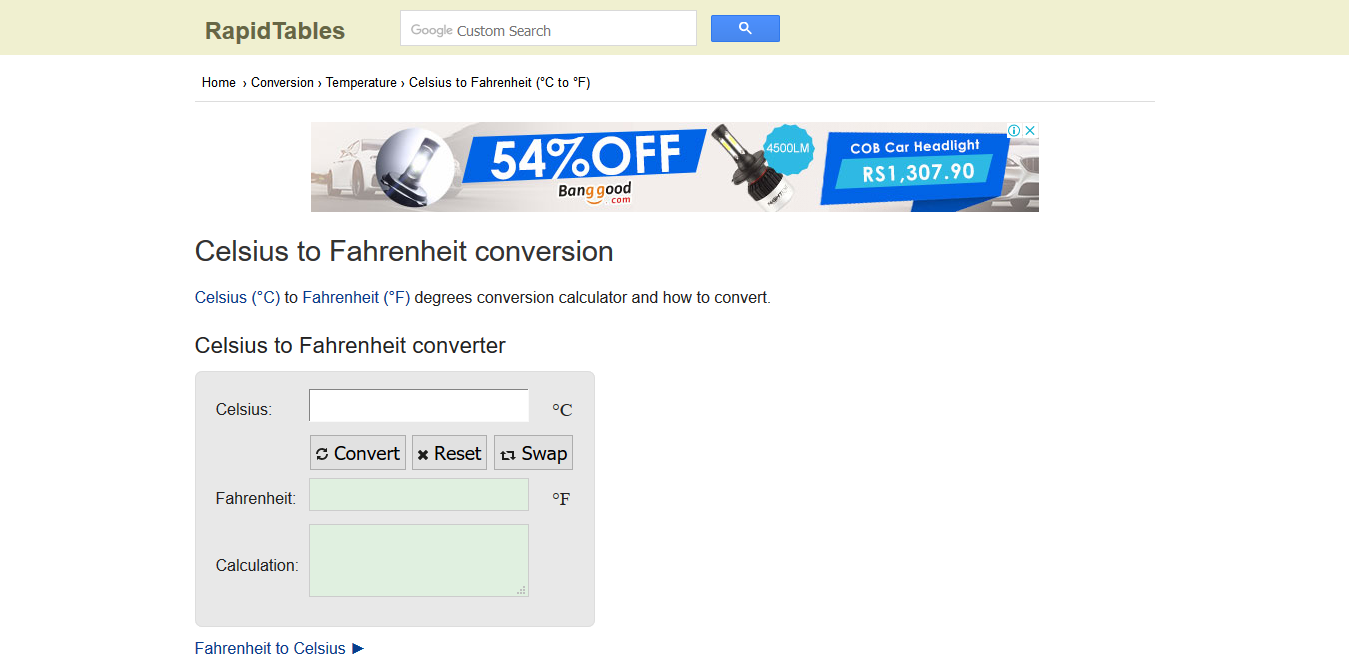 RapidTables
Google Custom Search
Home › Conversion › Temperature › Celsius to Fahrenheit (°C to °F)
54%OFF
Banggood
.com
4500LM
COB Car Headlight
RS1,307.90
Celsius to Fahrenheit conversion
Celsius (°C) to Fahrenheit (°F) degrees conversion calculator and how to convert.
Celsius to Fahrenheit converter
Celsius: °C
Convert Reset Swap
Fahrenheit: °F
Calculation:
Fahrenheit to Celsius ►